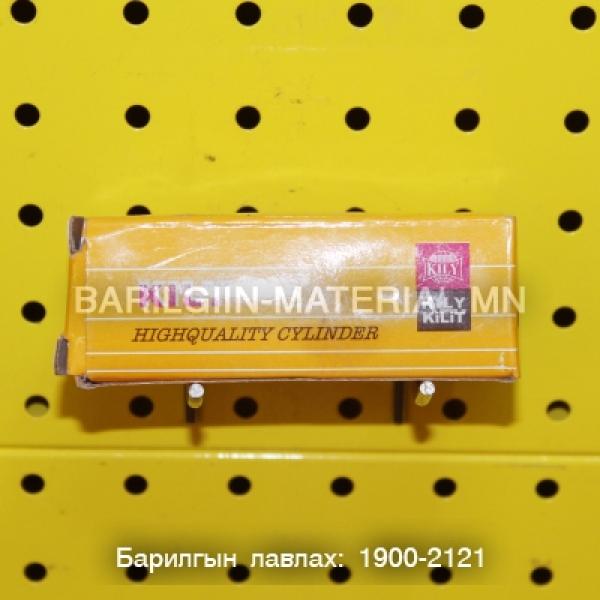 KILY
BARILGIIN-MATERIAL.MN
KILY
KiLiT
HIGHQUALITY CYLINDER
Барилгын лавлах: 1900-2121